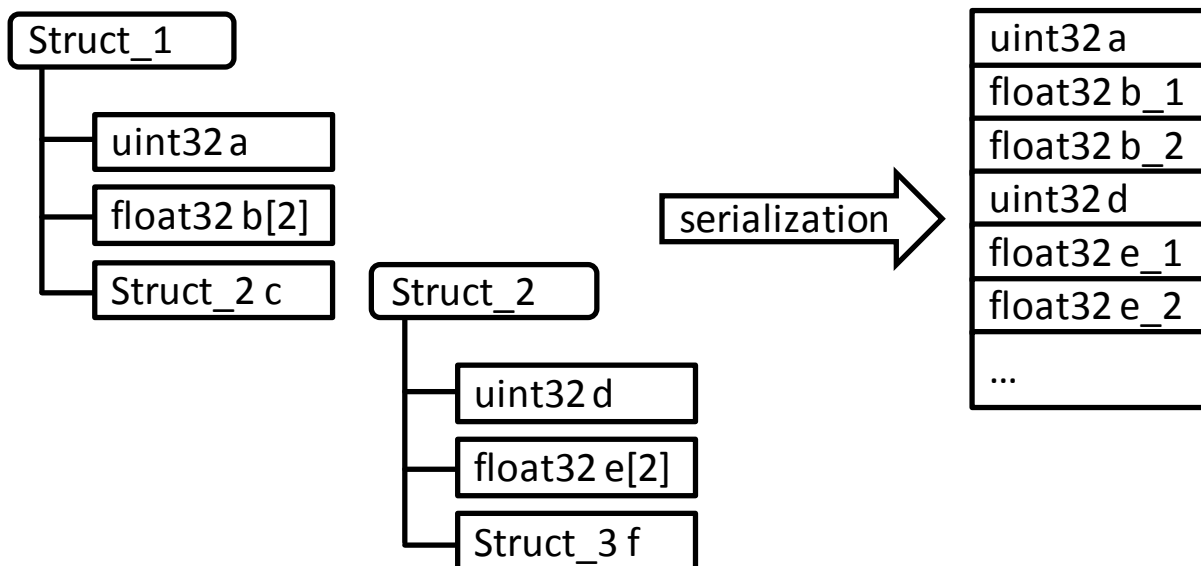 Struct_1
uint32 a
float32 b[2]
Struct_2 c
Struct_2
uint32 d
float32 e[2]
Struct_3 f
serialization
uint32 a
float32 b_1
float32 b_2
uint32 d
float32 e_1
float32 e_2
...